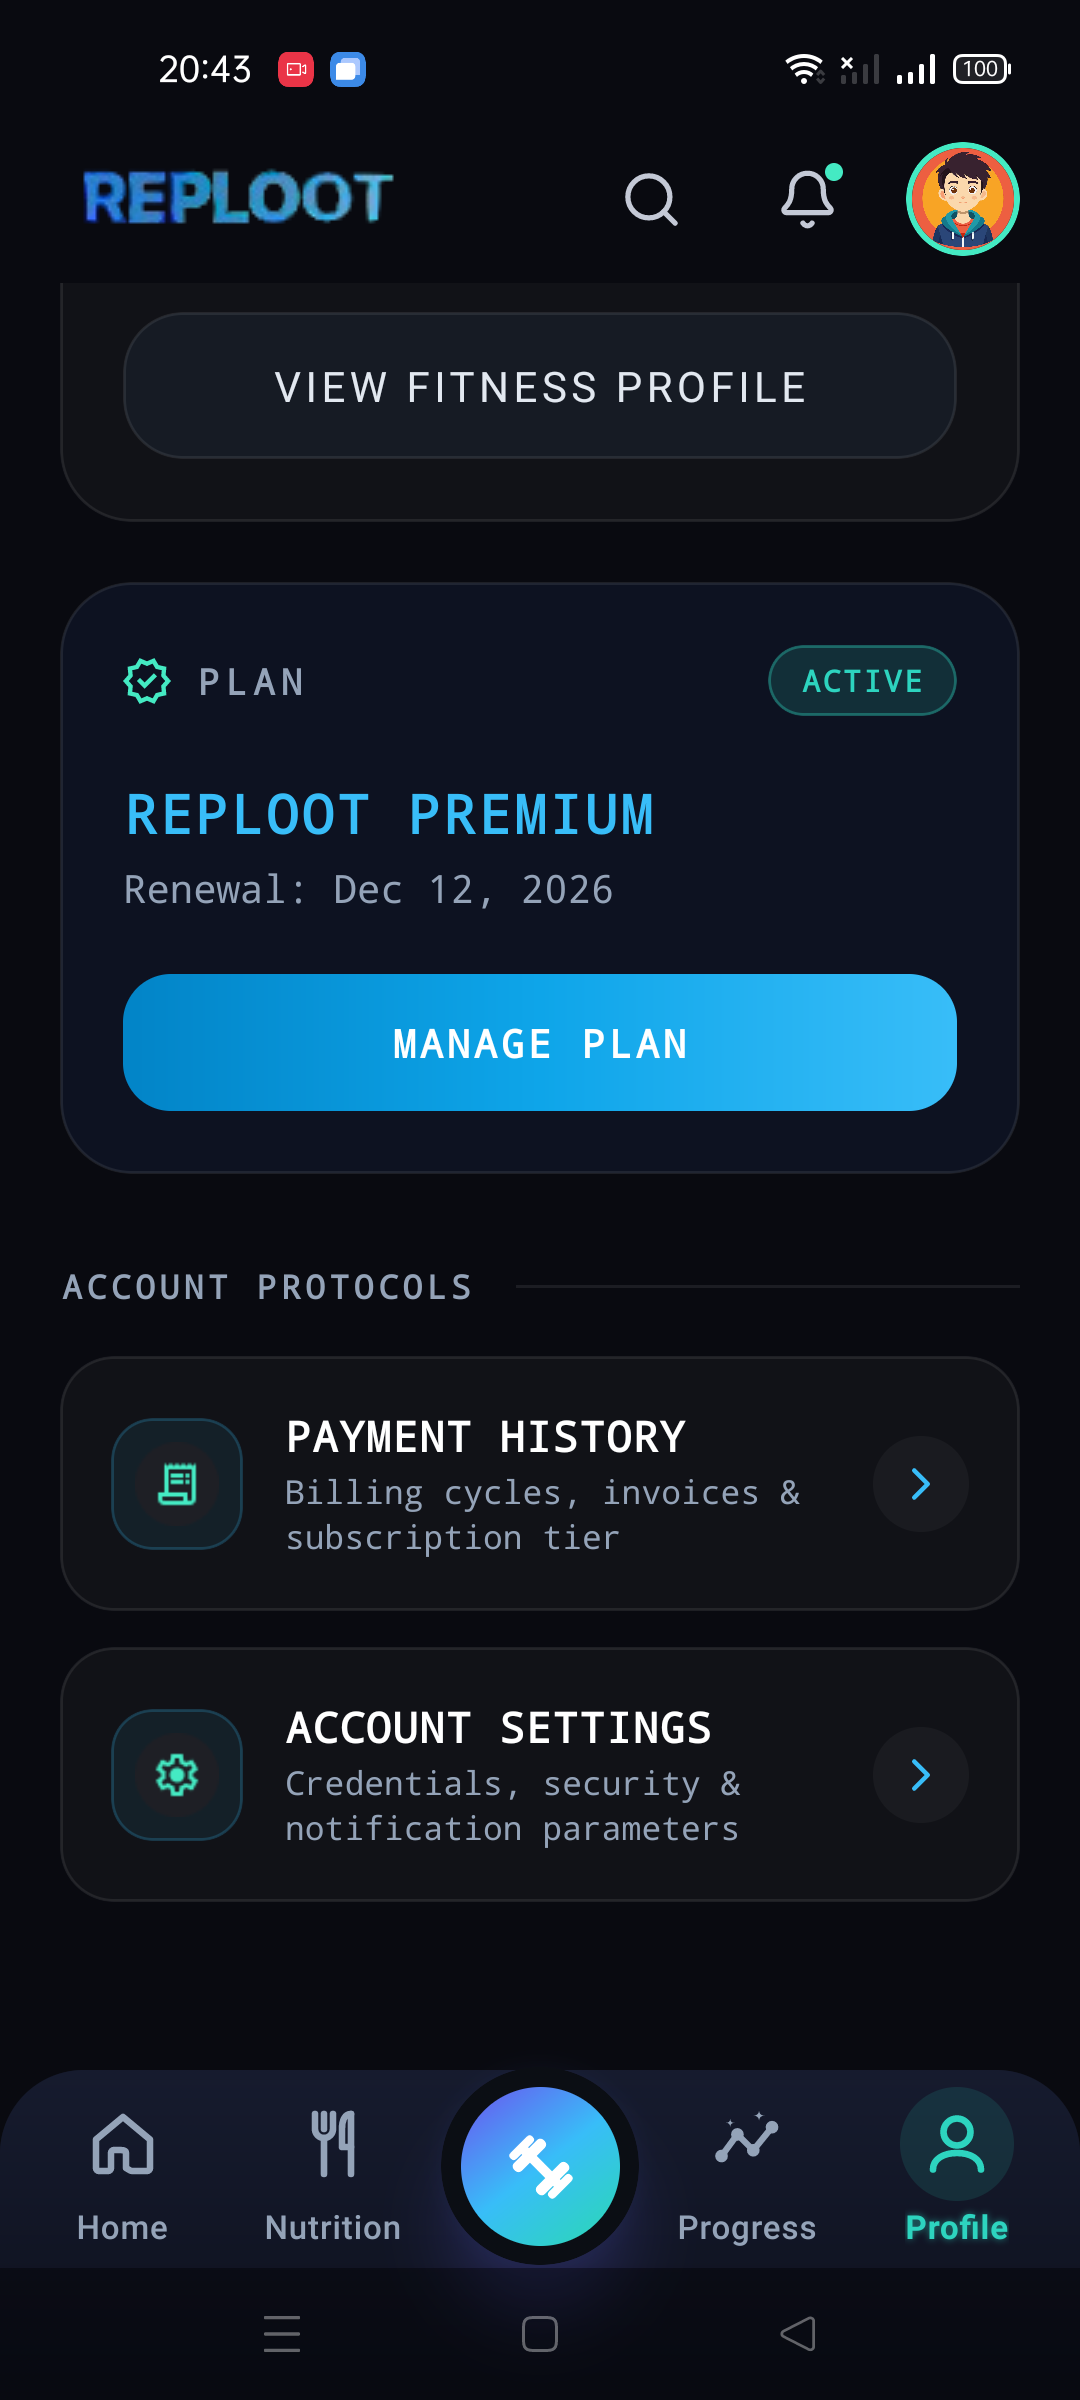 20:43
100
REPLOOT
VIEW FITNESS PROFILE
PLAN
ACTIVE
REPLOOT PREMIUM
Renewal: Dec 12, 2026
MANAGE PLAN
ACCOUNT PROTOCOLS
PAYMENT HISTORY
Billing cycles, invoices &
subscription tier
ACCOUNT SETTINGS
Credentials, security &
notification parameters
Home
Nutrition
Progress
Profile